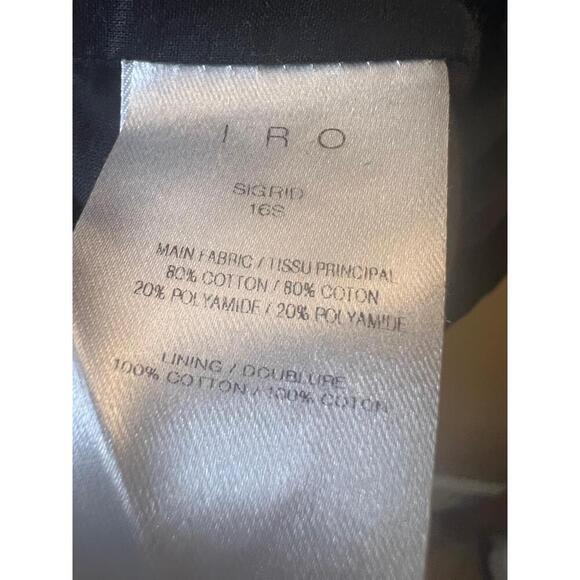 IRO
SIGRID
16S
MAIN FABRIC / TISSU PRINCIPAL
80% COTTON / 80% COTON
20% POLYAMIDE / 20% POLYAMIDE
LINING / DOUBLURE
100% COTTON / 100% COTON